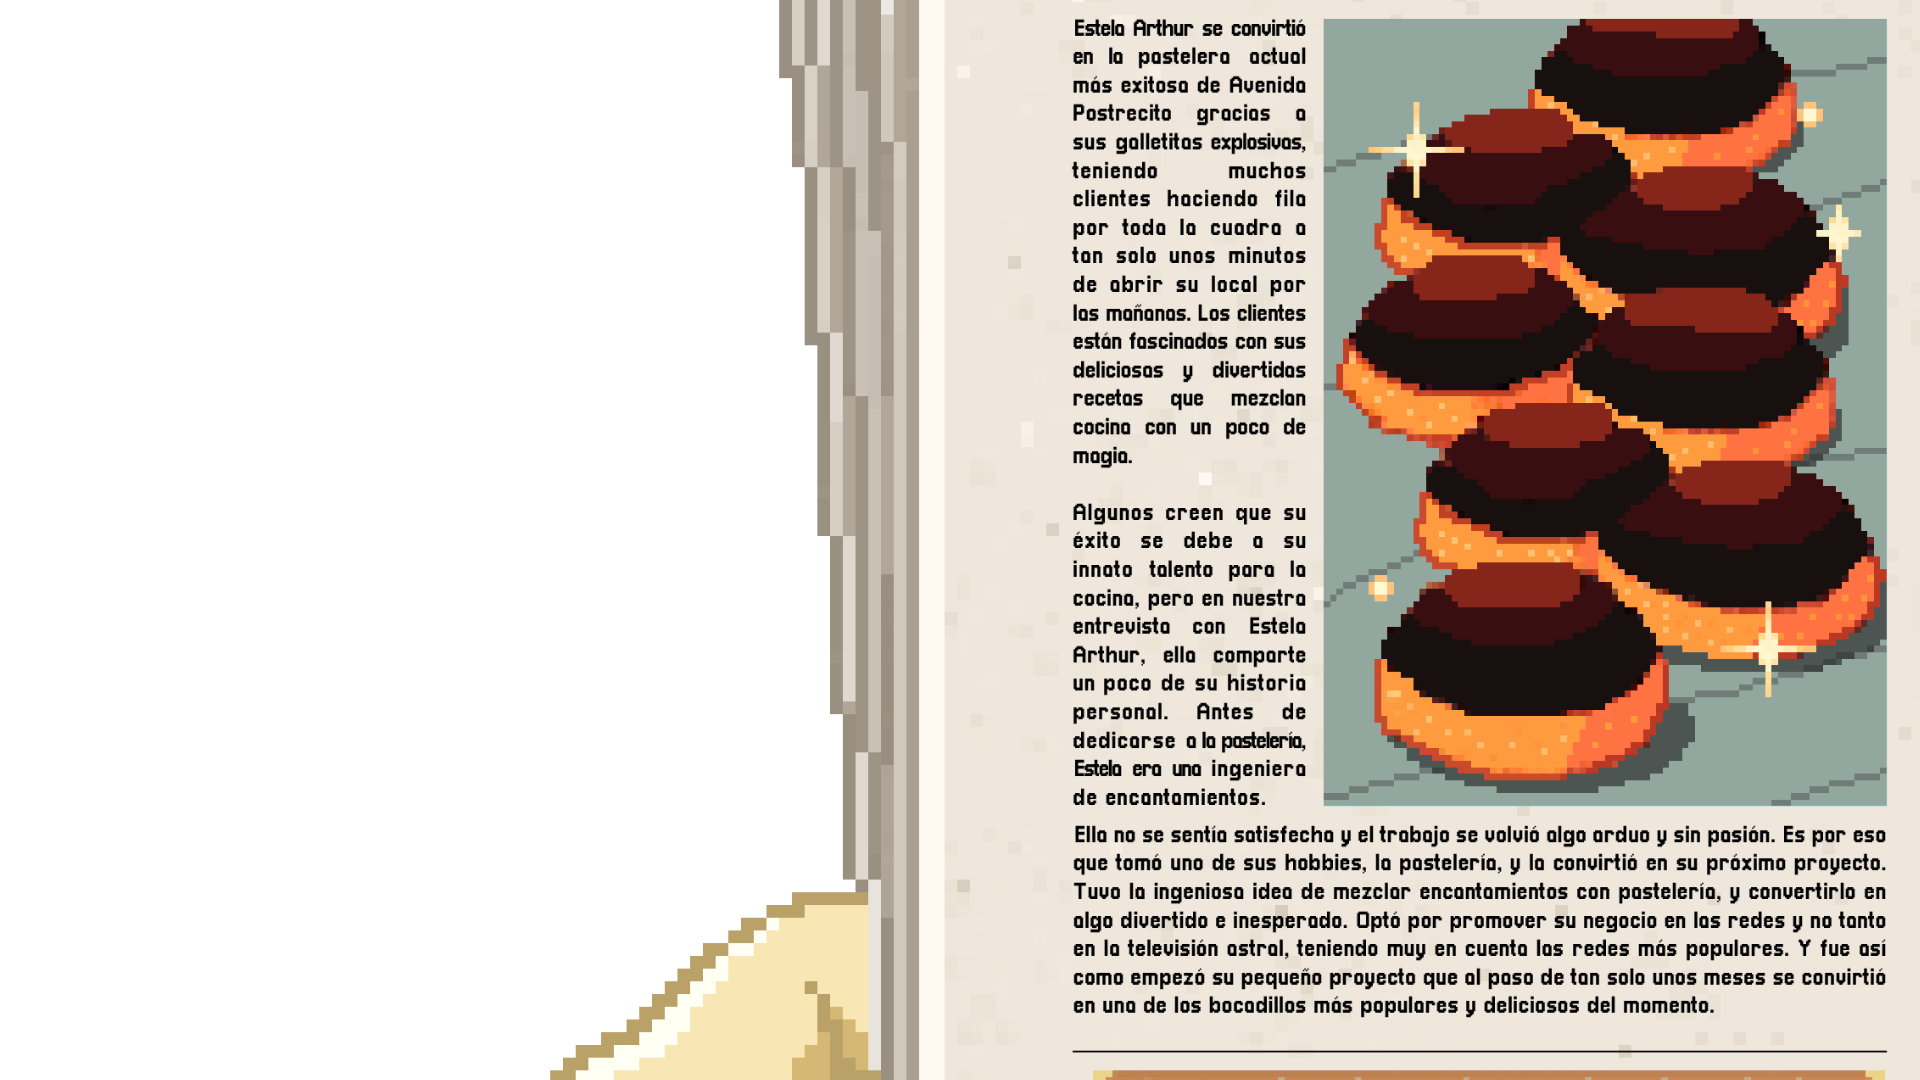 Estela Arthur se convirtió
en la pastelera actual
más exitosa de Avenida
Postrecito gracias a
sus galletitas explosivas,
teniendo muchos
clientes haciendo fila
por toda la cuadra a
tan solo unos minutos
de abrir su local por
las mañanas. Los clientes
están fascinados con sus
deliciosas y divertidas
recetas que mezclan
cocina con un poco de
magia.
Algunos creen que su
éxito se debe a su
innato talento para la
cocina, pero en nuestra
entrevista con Estela
Arthur, ella comparte
un poco de su historia
personal. Antes de
dedicarse a la pastelería,
Estela era una ingeniera
de encantamientos.
Ella no se sentía satisfecha y el trabajo se volvió algo arduo y sin pasión. Es por eso
que tomó uno de sus hobbies, la pastelería, y la convirtió en su próximo proyecto.
Tuvo la ingeniosa idea de mezclar encantamientos con pastelería, y convertirlo en
algo divertido e inesperado. Optó por promover su negocio en las redes y no tanto
en la televisión astral, teniendo muy en cuenta las redes más populares. Y fue así
como empezó su pequeño proyecto que al paso de tan solo unos meses se convirtió
en una de los bocadillos más populares y deliciosos del momento.